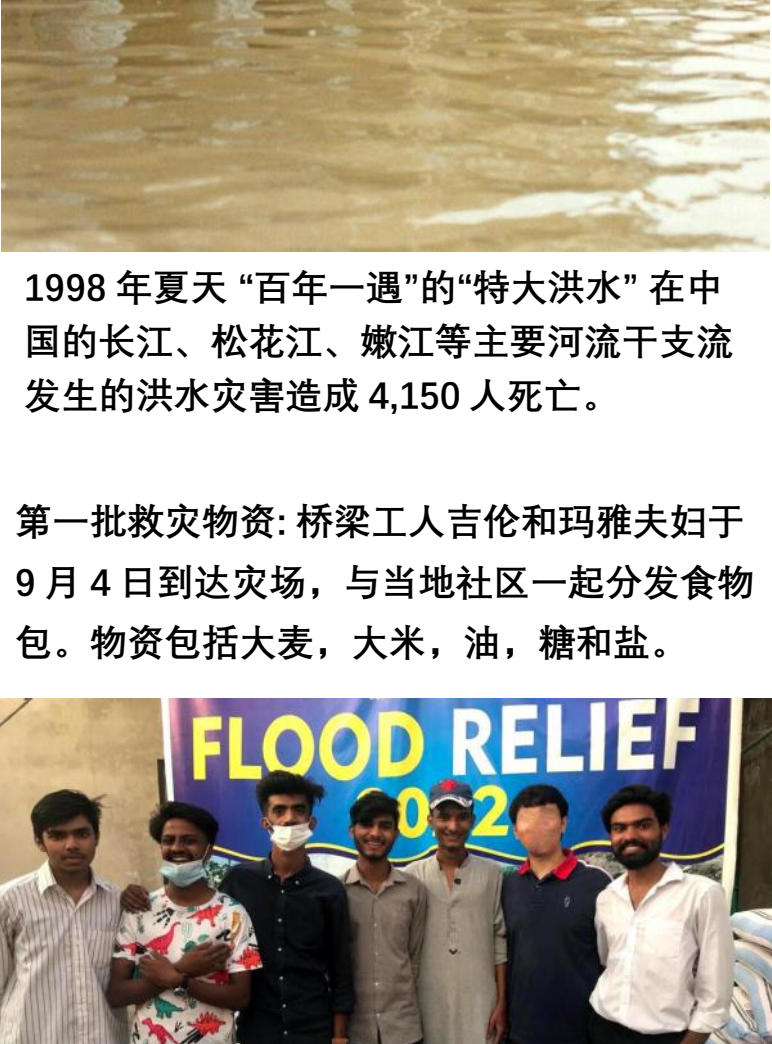 1998 年夏天 “百年一遇”的“特大洪水” 在中
国的长江、松花江、嫩江等主要河流干支流
发生的洪水灾害造成 4,150 人死亡。
第一批救灾物资: 桥梁工人吉伦和玛雅夫妇于
9 月 4 日到达灾场，与当地社区一起分发食物
包。物资包括大麦，大米，油，糖和盐。
FLOOD RELIEF